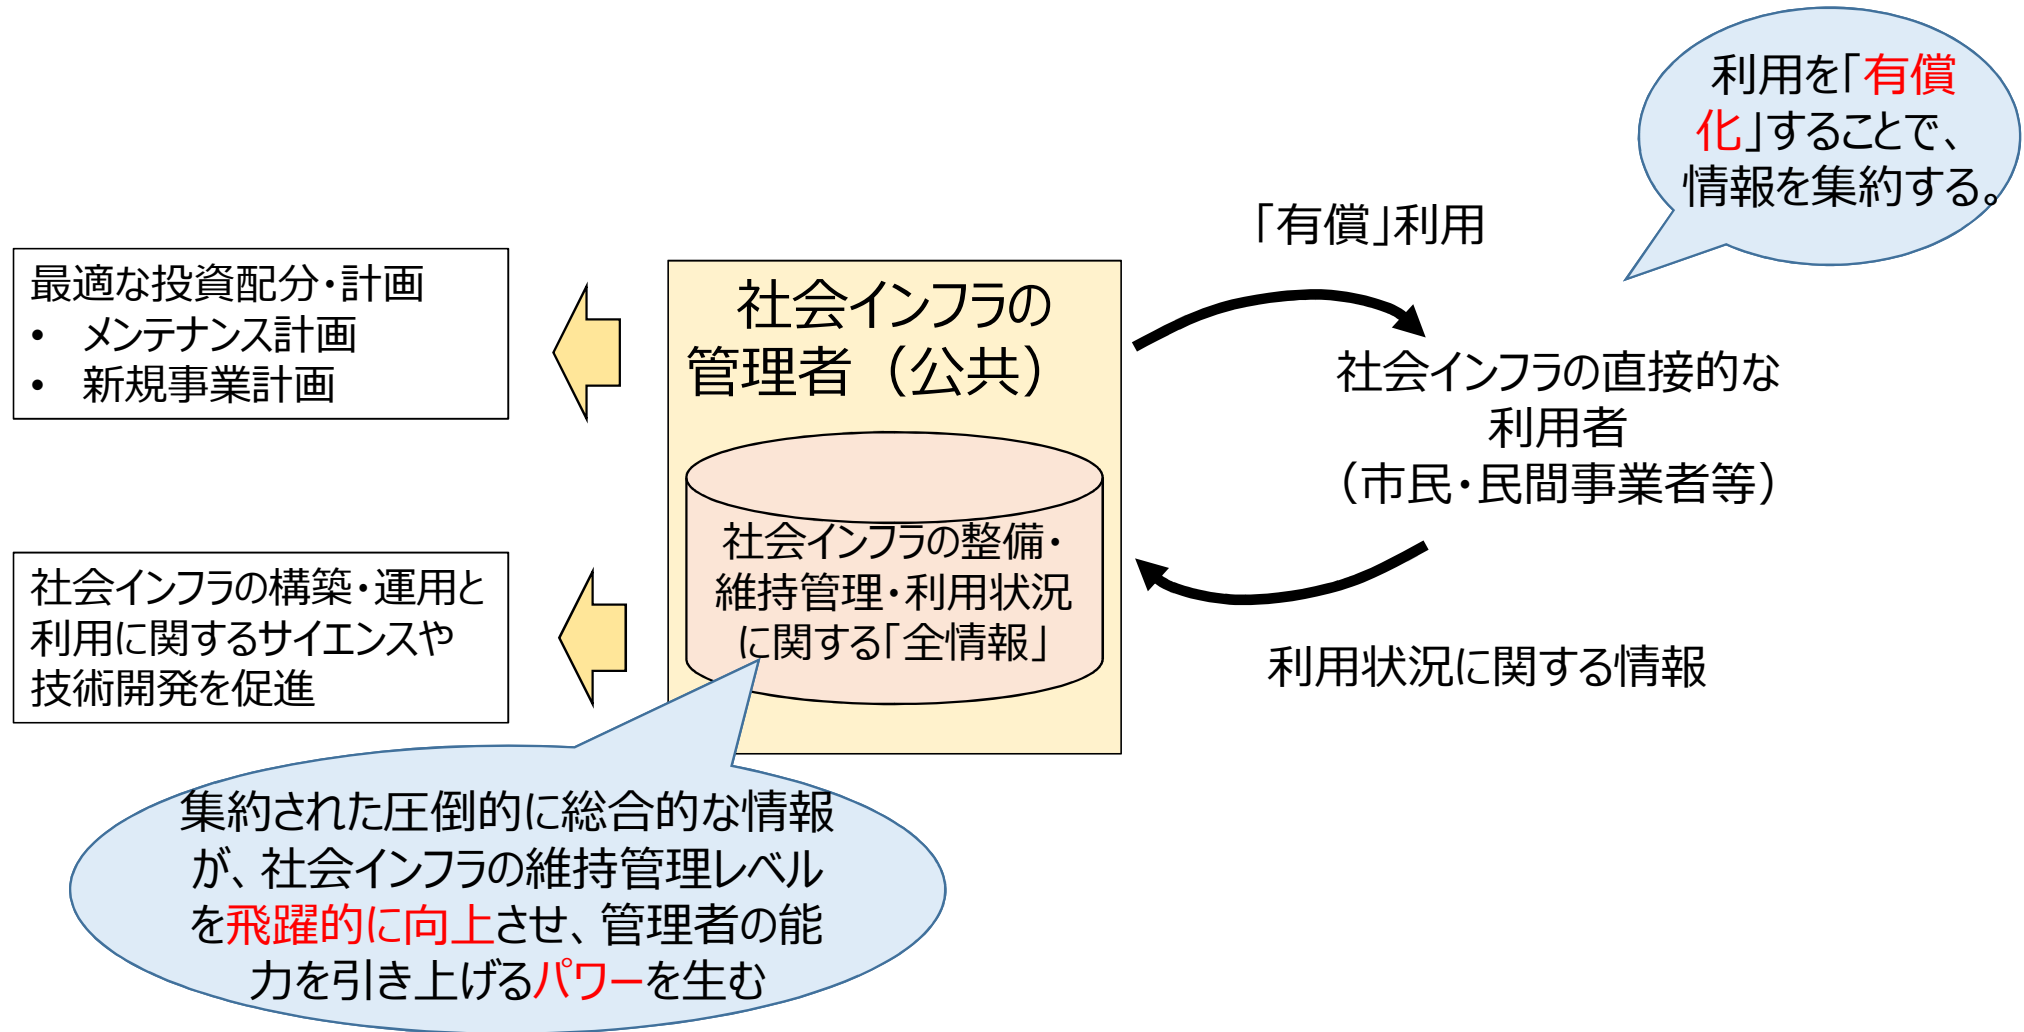 利用を「有償
化」することで、
情報を集約する。
「有償」利用
最適な投資配分・計画
• メンテナンス計画
• 新規事業計画
社会インフラの
管理者（公共）
社会インフラの直接的な
利用者
（市民・民間事業者等）
社会インフラの整備・
維持管理・利用状況
に関する「全情報」
社会インフラの構築・運用と
利用に関するサイエンスや
技術開発を促進
利用状況に関する情報
集約された圧倒的に総合的な情報
が、社会インフラの維持管理レベル
を飛躍的に向上させ、管理者の能
力を引き上げるパワーを生む